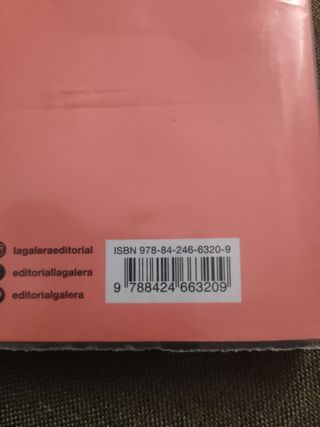 ISBN 978-84-246-6320-9
lagaleraeditorial
editoriallagalera
editorialgalera
9 788424 663209